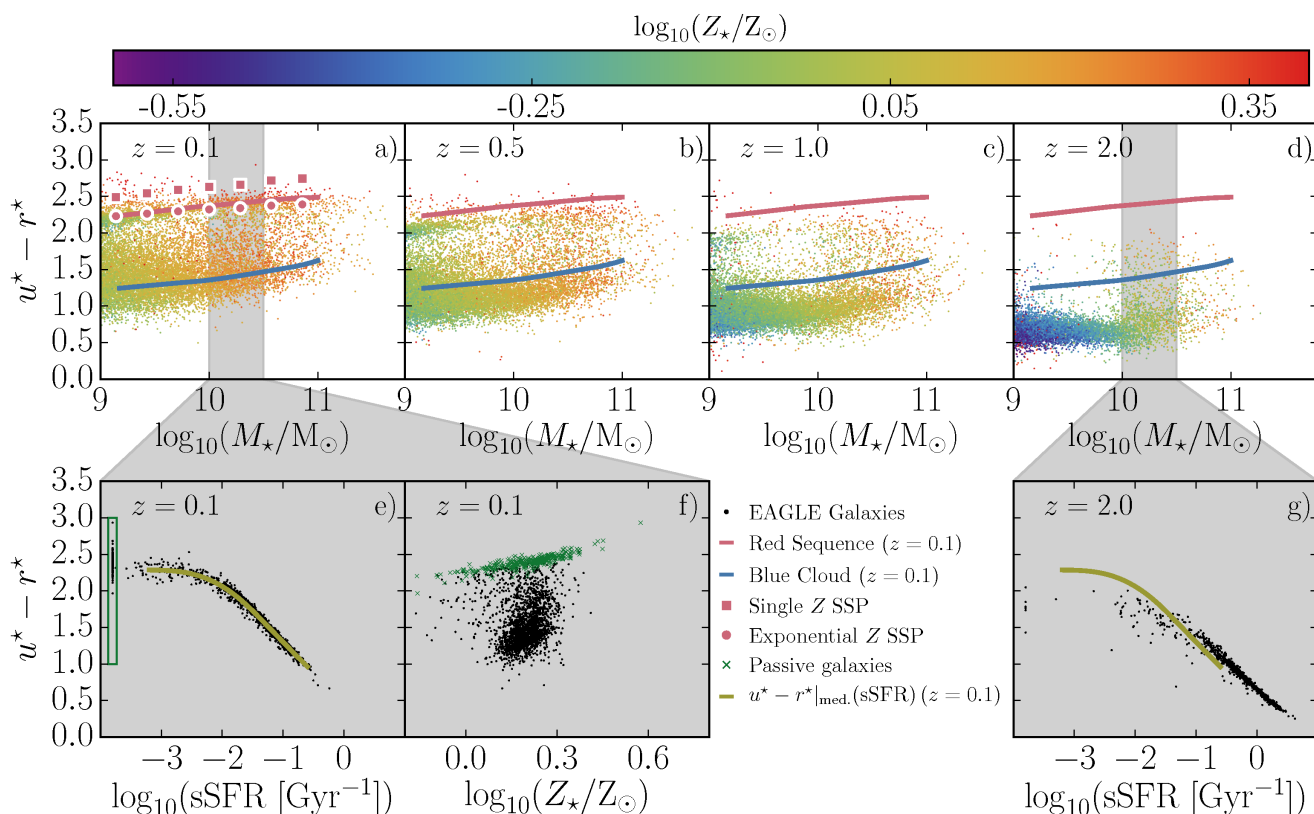 log₁₀(Z⋆/Z⊙)
-0.55 -0.25 0.05 0.35
3.5
3.0
2.5
2.0
1.5
1.0
0.5
0.0
u⋆ − r⋆
z = 0.1 a)
z = 0.5 b)
z = 1.0 c)
z = 2.0 d)
9 10 11
9 10 11
9 10 11
9 10 11
log₁₀(M⋆/M⊙)
log₁₀(M⋆/M⊙)
log₁₀(M⋆/M⊙)
log₁₀(M⋆/M⊙)
3.5
3.0
2.5
2.0
1.5
1.0
0.5
0.0
u⋆ − r⋆
z = 0.1 e)
z = 0.1 f)
EAGLE Galaxies
Red Sequence (z = 0.1)
Blue Cloud (z = 0.1)
Single Z SSP
Exponential Z SSP
Passive galaxies
u⋆ − r⋆|med.(sSFR) (z = 0.1)
z = 2.0 g)
−3 −2 −1 0
0.0 0.3 0.6
−3 −2 −1 0
log₁₀(sSFR [Gyr⁻¹])
log₁₀(Z⋆/Z⊙)
log₁₀(sSFR [Gyr⁻¹])